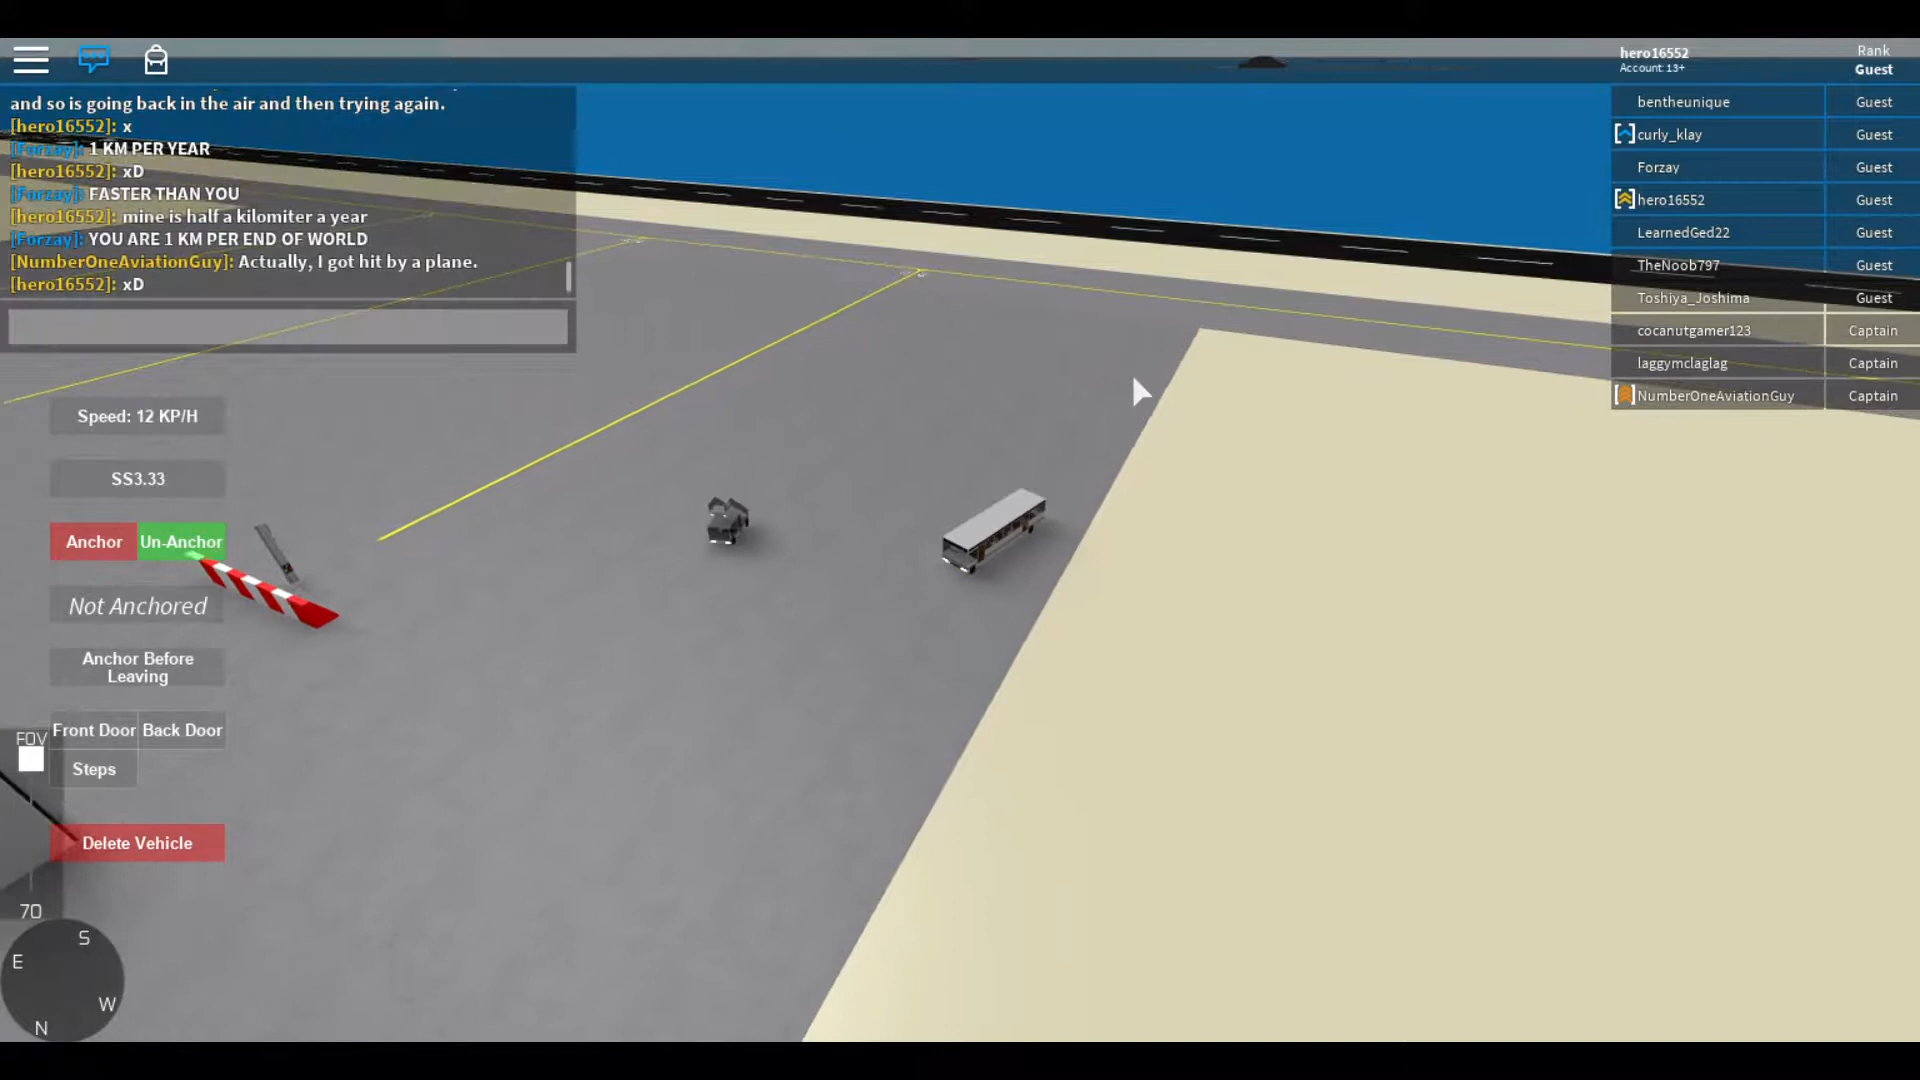 hero16552
Account: 13+
Rank
Guest
and so is going back in the air and then trying again.
[hero16552]: x
[Forzay]: 1 KM PER YEAR
[hero16552]: xD
[Forzay]: FASTER THAN YOU
[hero16552]: mine is half a kilomiter a year
[Forzay]: YOU ARE 1 KM PER END OF WORLD
[NumberOneAviationGuy]: Actually, I got hit by a plane.
[hero16552]: xD
bentheunique Guest
curly_klay Guest
Forzay Guest
hero16552 Guest
LearnedGed22 Guest
TheNoob797 Guest
Toshiya_Joshima Guest
cocanutgamer123 Captain
laggymclaglag Captain
NumberOneAviationGuy Captain
Speed: 12 KP/H
SS3.33
Anchor Un-Anchor
Not Anchored
Anchor Before
Leaving
Front Door Back Door
Steps
Delete Vehicle
FOV
70
S
E
W
N